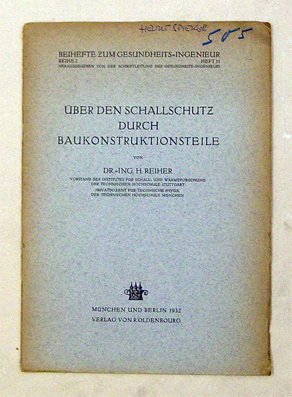 HELMUT
505
BEIHEFTE ZUM GESUNDHEITS-INGENIEUR
REIHE 2 HEFT 11
HERAUSGEGEBEN VON DER SCHRIFTLEITUNG DES GESUNDHEITS-INGENIEURS
ÜBER DEN SCHALLSCHUTZ
DURCH
BAUKONSTRUKTIONSTEILE
VON
DR.-ING. H. REIHER
VORSTAND DES INSTITUTES FÜR SCHALL- UND WÄRMEFORSCHUNG
DER TECHNISCHEN HOCHSCHULE STUTTGART
PRIVATDOZENT FÜR TECHNISCHE PHYSIK
DER TECHNISCHEN HOCHSCHULE MÜNCHEN
MÜNCHEN UND BERLIN 1932
VERLAG VON R. OLDENBOURG